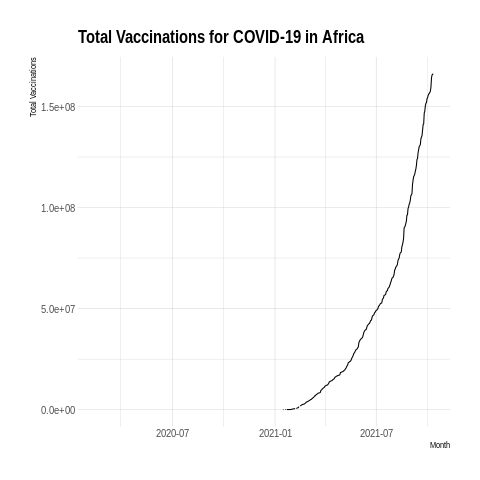 Total Vaccinations for COVID-19 in Africa
Total Vaccinations
1.5e+08
1.0e+08
5.0e+07
0.0e+00
2020-07
2021-01
2021-07
Month